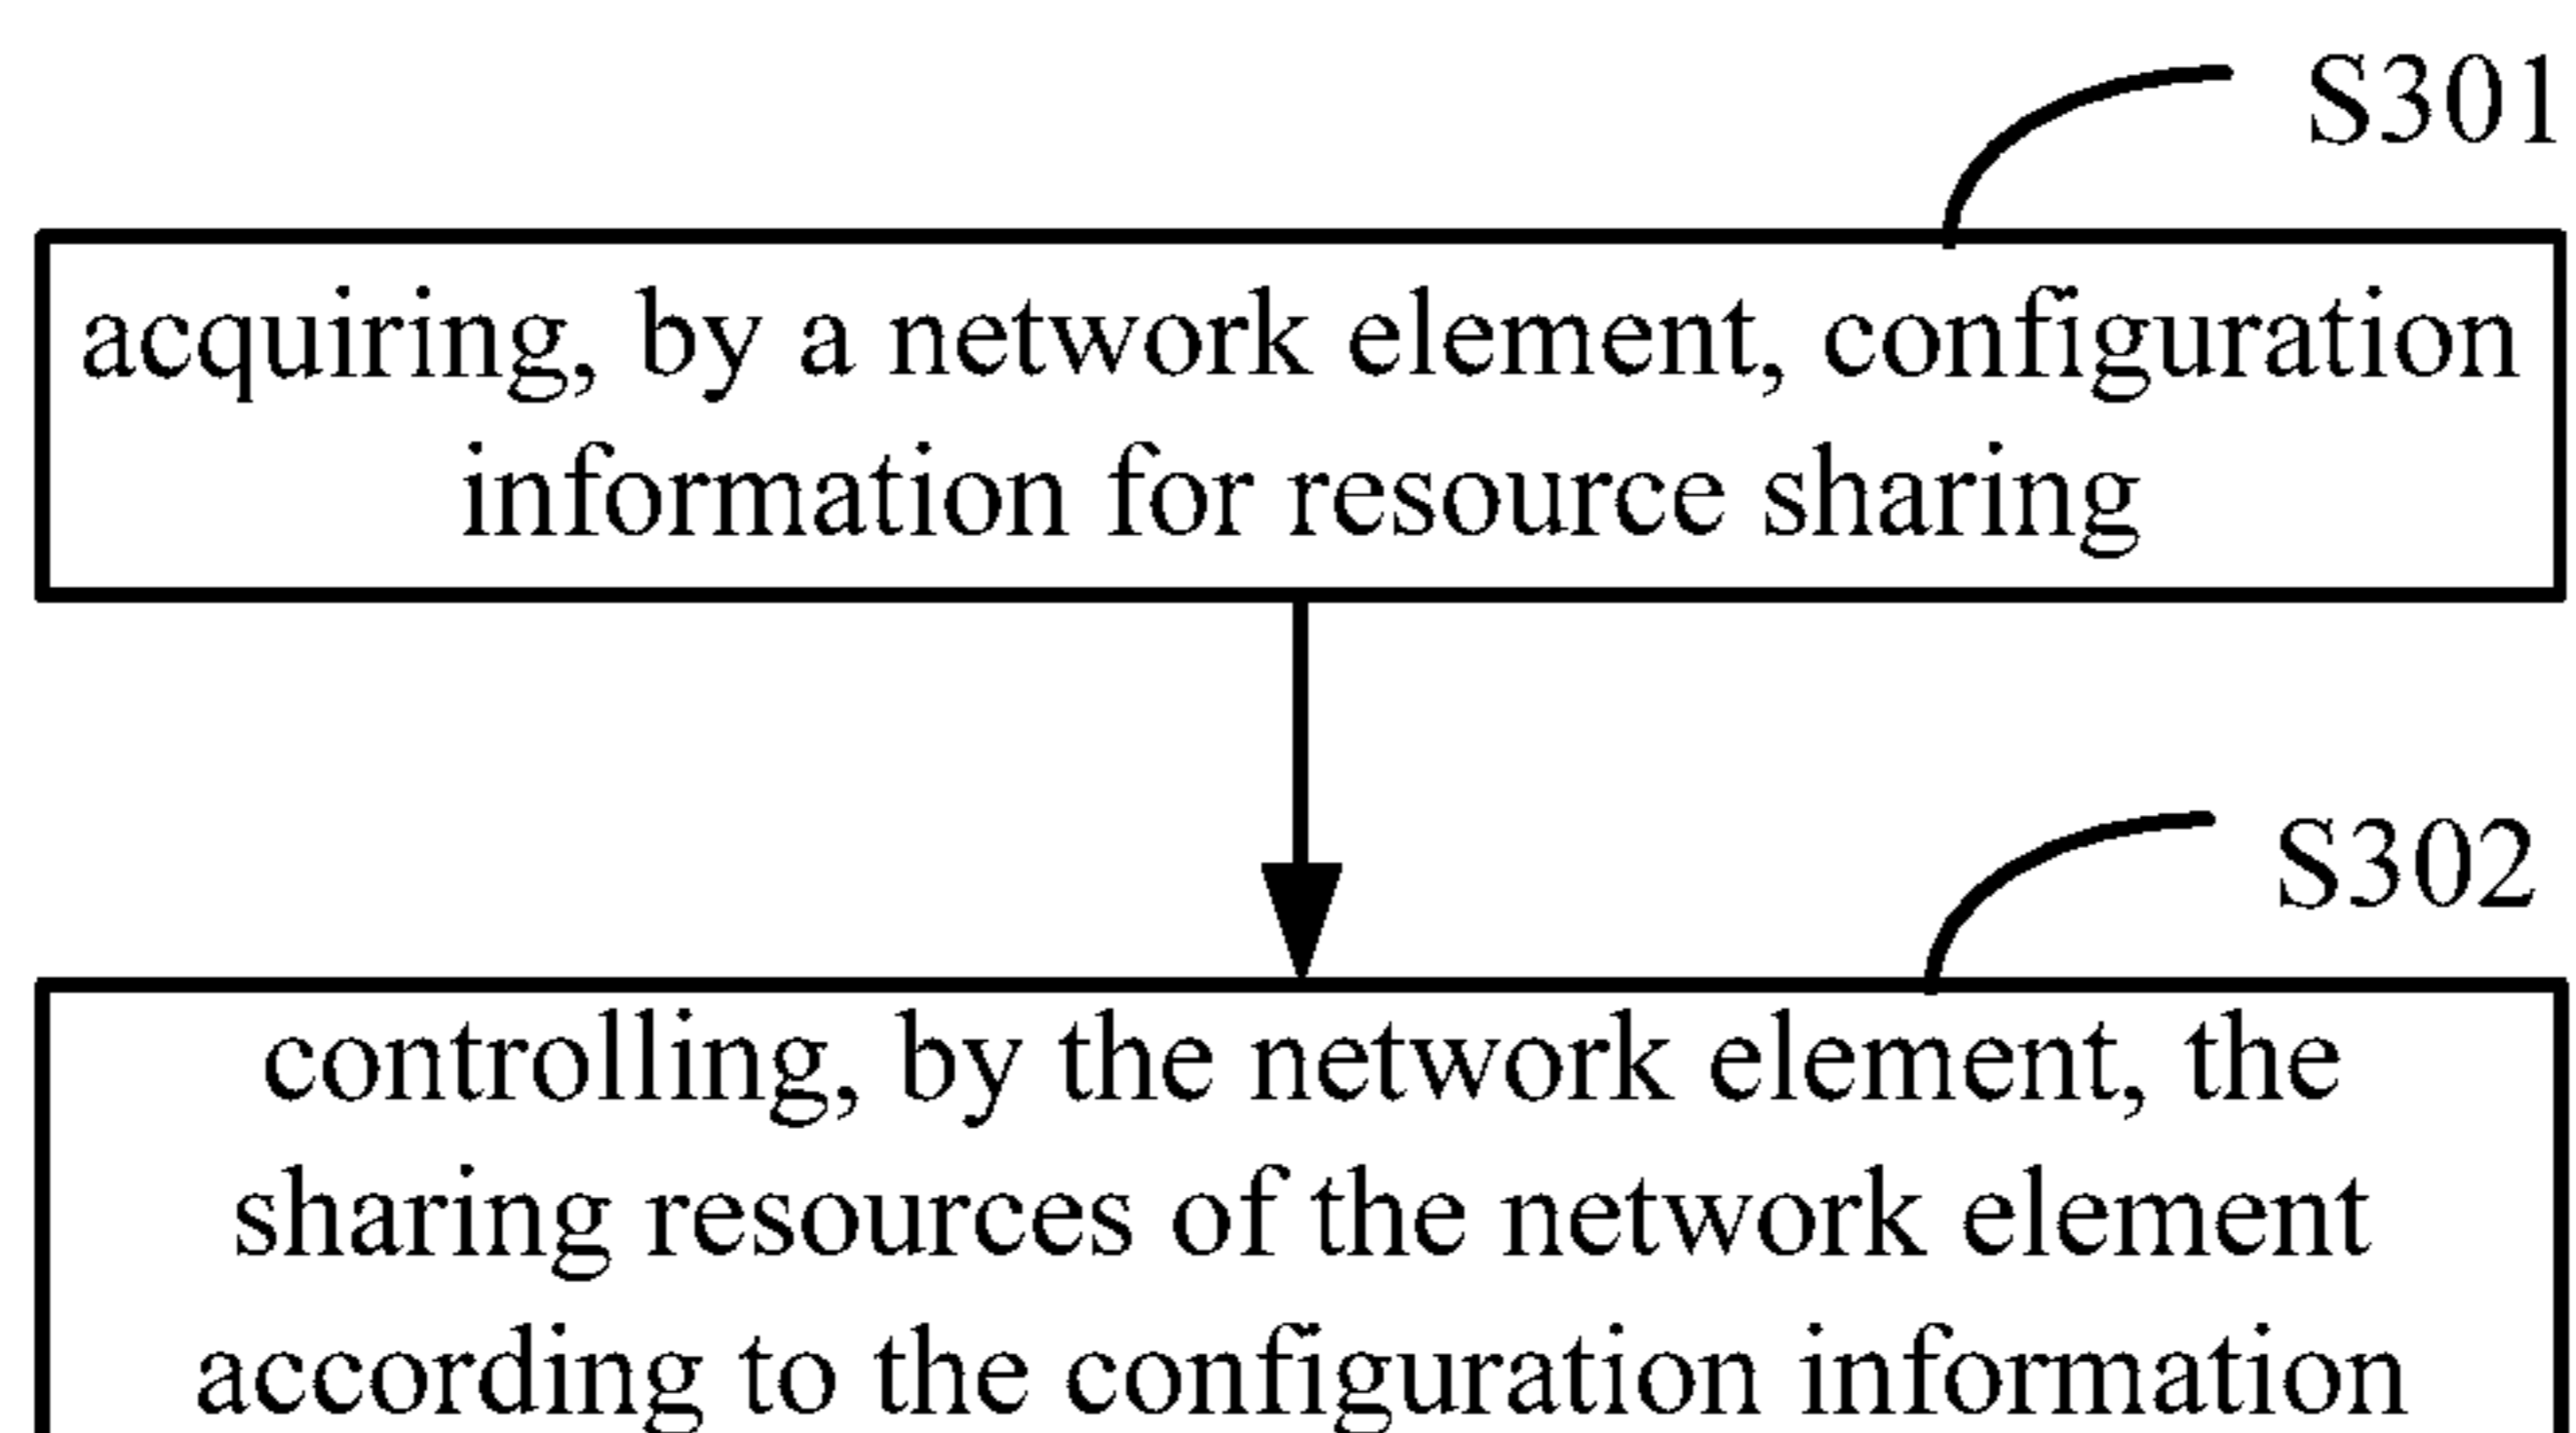 S301
acquiring, by a network element, configuration
information for resource sharing
S302
controlling, by the network element, the
sharing resources of the network element
according to the configuration information